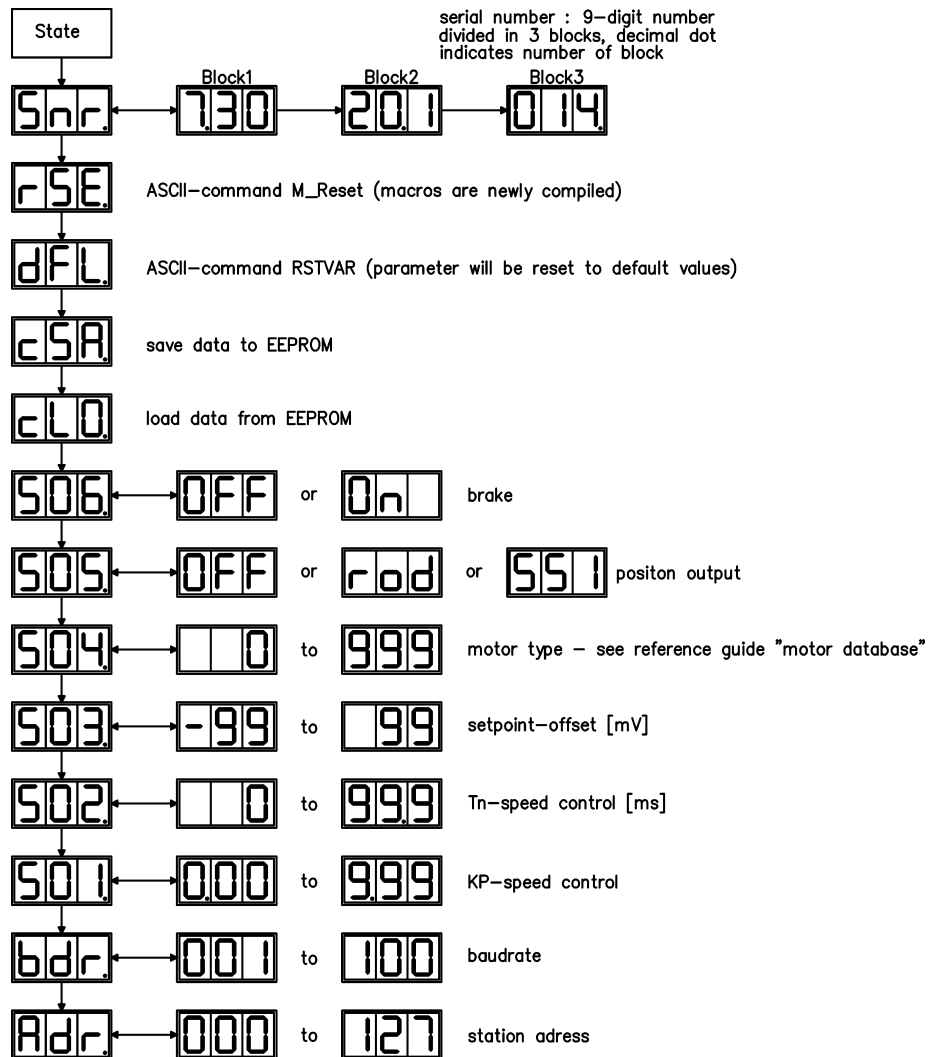 State
serial number : 9-digit number
divided in 3 blocks, decimal dot
indicates number of block
Block1 Block2 Block3
Snr. 7.30 20.1 014.
rSE. ASCII-command M_Reset (macros are newly compiled)
dFL. ASCII-command RSTVAR (parameter will be reset to default values)
cSA. save data to EEPROM
cLO. load data from EEPROM
S06. OFF or On brake
S05. OFF or rod or SSI positon output
S04. 0 to 999 motor type - see reference guide "motor database"
S03. -99 to 99 setpoint-offset [mV]
S02. 0 to 99.9 Tn-speed control [ms]
S01. 0.00 to 9.99 KP-speed control
bdr. 001 to 100 baudrate
Adr. 000 to 127 station adress